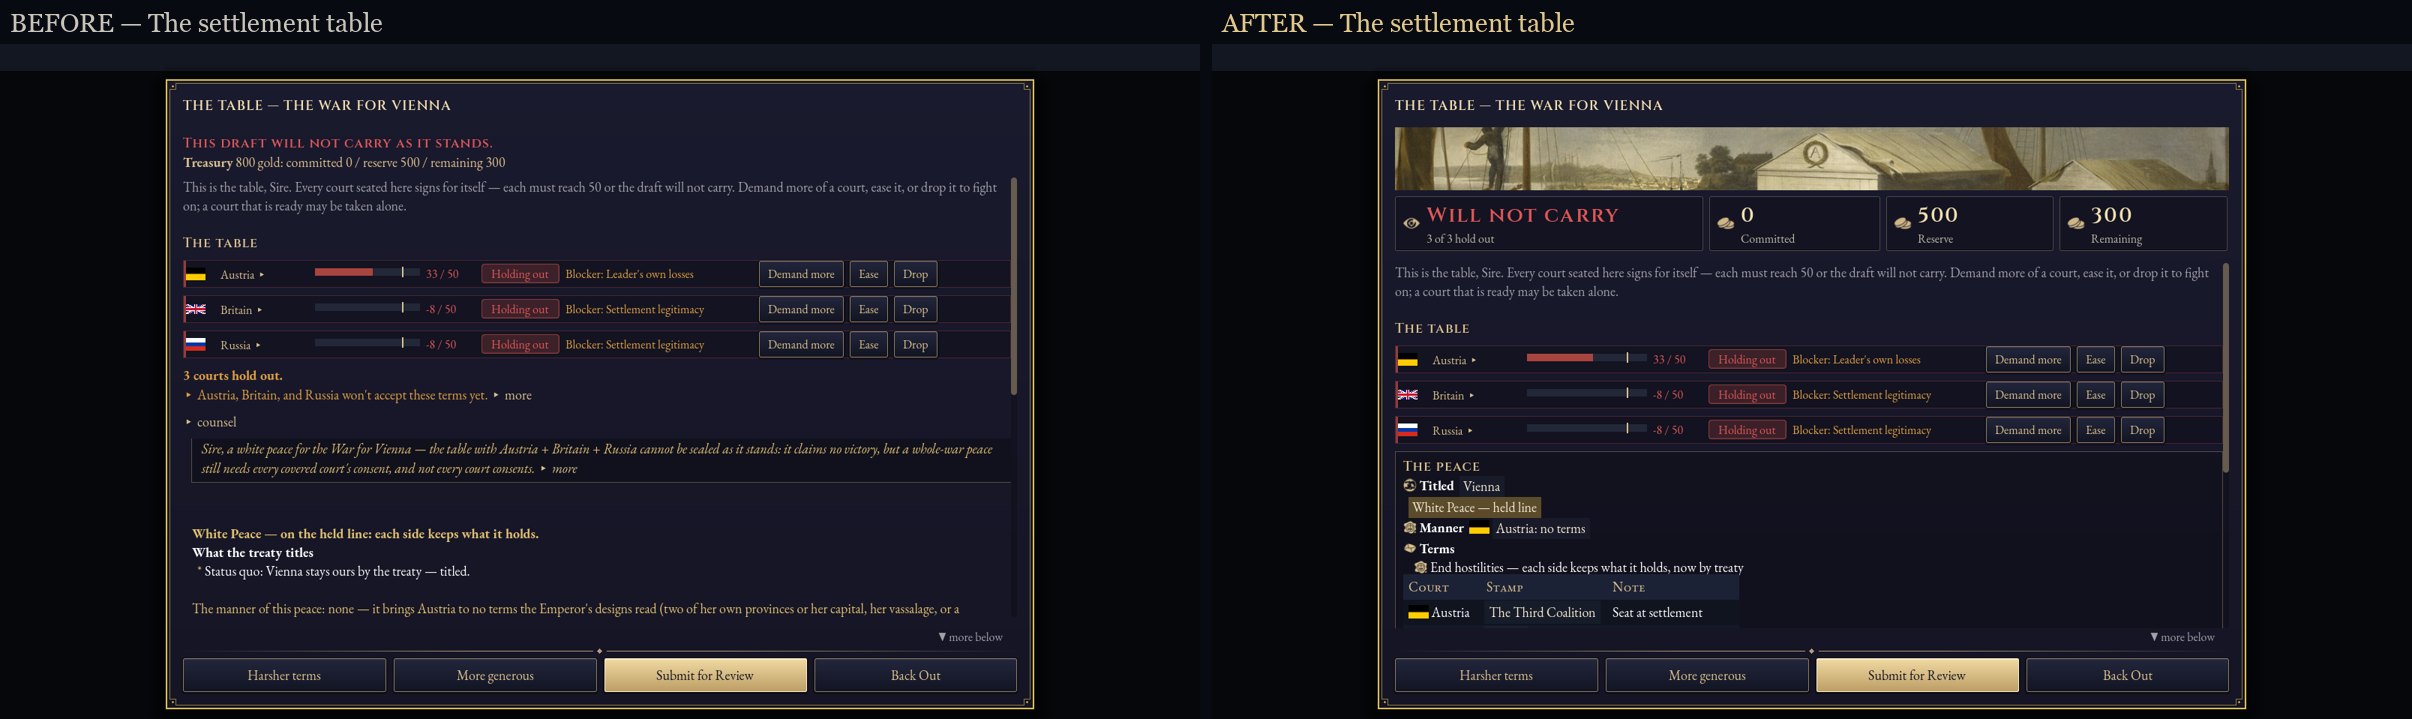 BEFORE — The settlement table
THE TABLE — THE WAR FOR VIENNA
THIS DRAFT WILL NOT CARRY AS IT STANDS.
Treasury 800 gold: committed 0 / reserve 500 / remaining 300
This is the table, Sire. Every court seated here signs for itself — each must reach 50 or the draft will not carry. Demand more of a court, ease it, or drop it to fight
on; a court that is ready may be taken alone.
THE TABLE
Austria ▸ 33 / 50 Holding out Blocker: Leader's own losses Demand more Ease Drop
Britain ▸ -8 / 50 Holding out Blocker: Settlement legitimacy Demand more Ease Drop
Russia ▸ -8 / 50 Holding out Blocker: Settlement legitimacy Demand more Ease Drop
3 courts hold out.
▸ Austria, Britain, and Russia won't accept these terms yet. ▸ more
▸ counsel
Sire, a white peace for the War for Vienna — the table with Austria + Britain + Russia cannot be sealed as it stands: it claims no victory, but a whole-war peace
still needs every covered court's consent, and not every court consents. ▸ more
White Peace — on the held line: each side keeps what it holds.
What the treaty titles
* Status quo: Vienna stays ours by the treaty — titled.
The manner of this peace: none — it brings Austria to no terms the Emperor's designs read (two of her own provinces or her capital, her vassalage, or a
▼ more below
Harsher terms More generous Submit for Review Back Out
AFTER — The settlement table
THE TABLE — THE WAR FOR VIENNA
A
WILL NOT CARRY 0 500 300
3 of 3 hold out Committed Reserve Remaining
This is the table, Sire. Every court seated here signs for itself — each must reach 50 or the draft will not carry. Demand more of a court, ease it, or drop it to fight
on; a court that is ready may be taken alone.
THE TABLE
Austria ▸ 33 / 50 Holding out Blocker: Leader's own losses Demand more Ease Drop
Britain ▸ -8 / 50 Holding out Blocker: Settlement legitimacy Demand more Ease Drop
Russia ▸ -8 / 50 Holding out Blocker: Settlement legitimacy Demand more Ease Drop
THE PEACE
Titled Vienna
White Peace — held line
Manner Austria: no terms
Terms
End hostilities — each side keeps what it holds, now by treaty
COURT STAMP NOTE
Austria The Third Coalition Seat at settlement
▼ more below
Harsher terms More generous Submit for Review Back Out